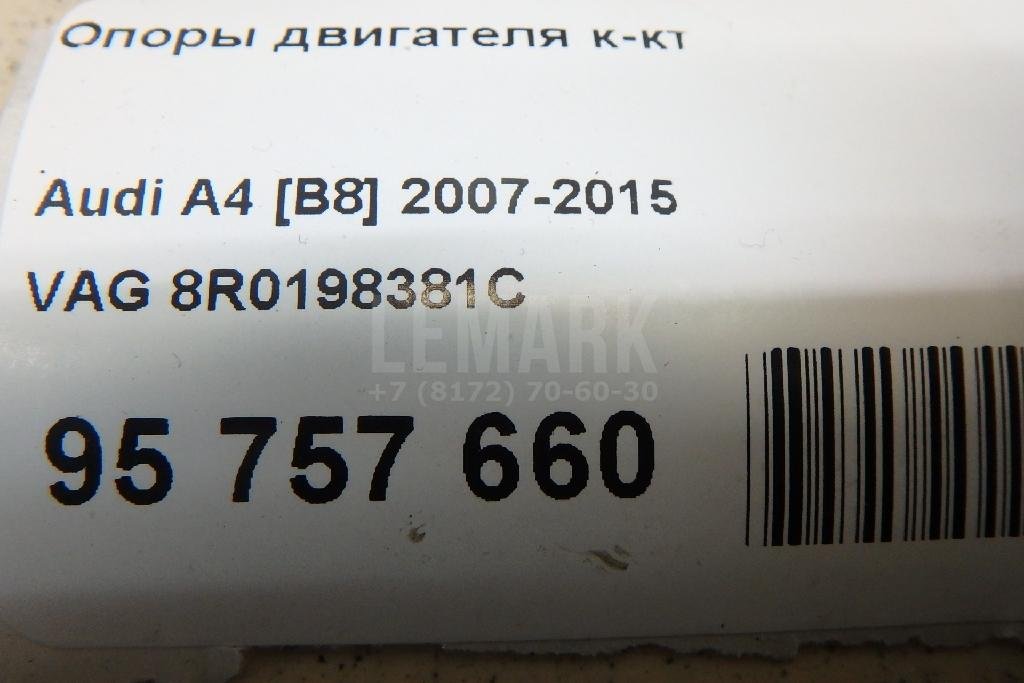 Опоры двигателя к-кт
Audi A4 [B8] 2007-2015
VAG 8R0198381C
LEMARK
+7 (8172) 70-60-30
95 757 660